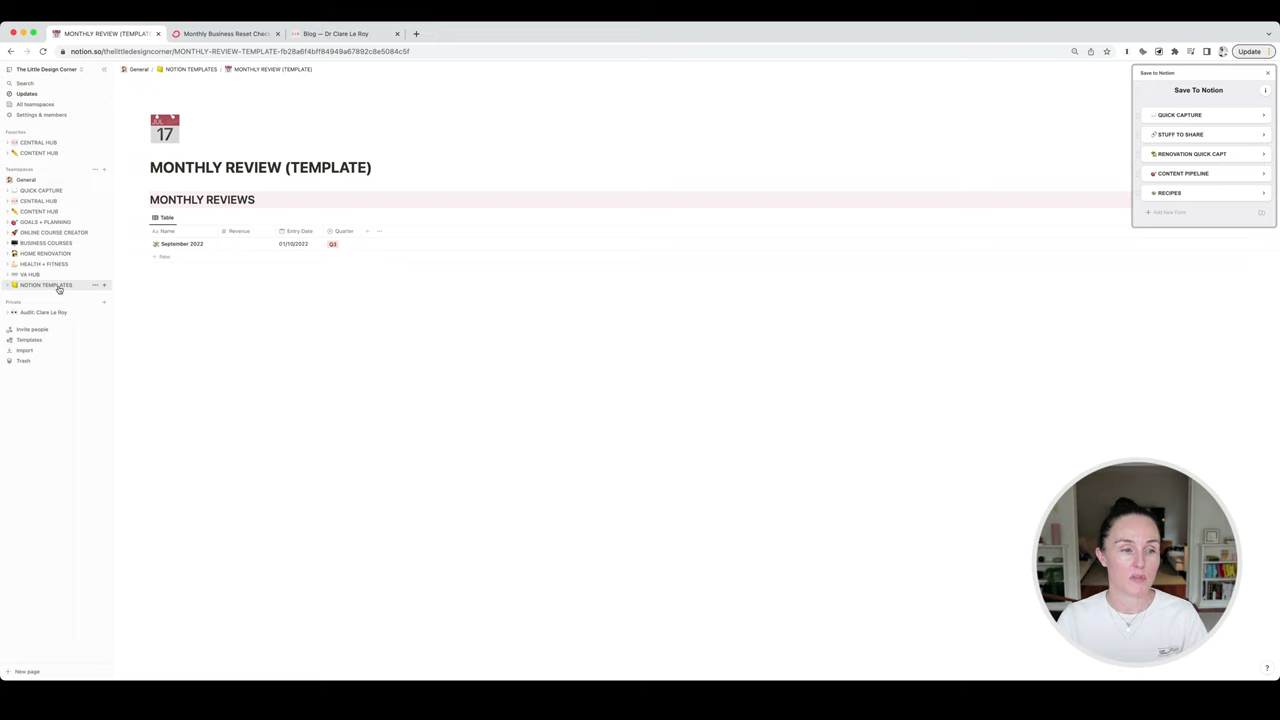 MONTHLY REVIEW (TEMPLATE
Monthly Business Reset Check
Blog — Dr Clare Le Roy
notion.so/thelittledesigncorner/MONTHLY-REVIEW-TEMPLATE-fb28a6f4bff84949a67892c8e5084c5f
Update
The Little Design Corner
General / NOTION TEMPLATES / MONTHLY REVIEW (TEMPLATE)
Search
Updates
All teamspaces
Settings & members
Favorites
CENTRAL HUB
CONTENT HUB
Teamspaces
General
QUICK CAPTURE
CENTRAL HUB
CONTENT HUB
GOALS + PLANNING
ONLINE COURSE CREATOR
BUSINESS COURSES
HOME RENOVATION
HEALTH + FITNESS
VA HUB
NOTION TEMPLATES
Private
Audit: Clare Le Roy
Invite people
Templates
Import
Trash
New page
JUL
17
MONTHLY REVIEW (TEMPLATE)
MONTHLY REVIEWS
Table
Aa Name Revenue Entry Date Quarter
September 2022 01/10/2022 Q3
+ New
Save to Notion
Save To Notion
QUICK CAPTURE
STUFF TO SHARE
RENOVATION QUICK CAPT
CONTENT PIPELINE
RECIPES
+ Add New Form
?